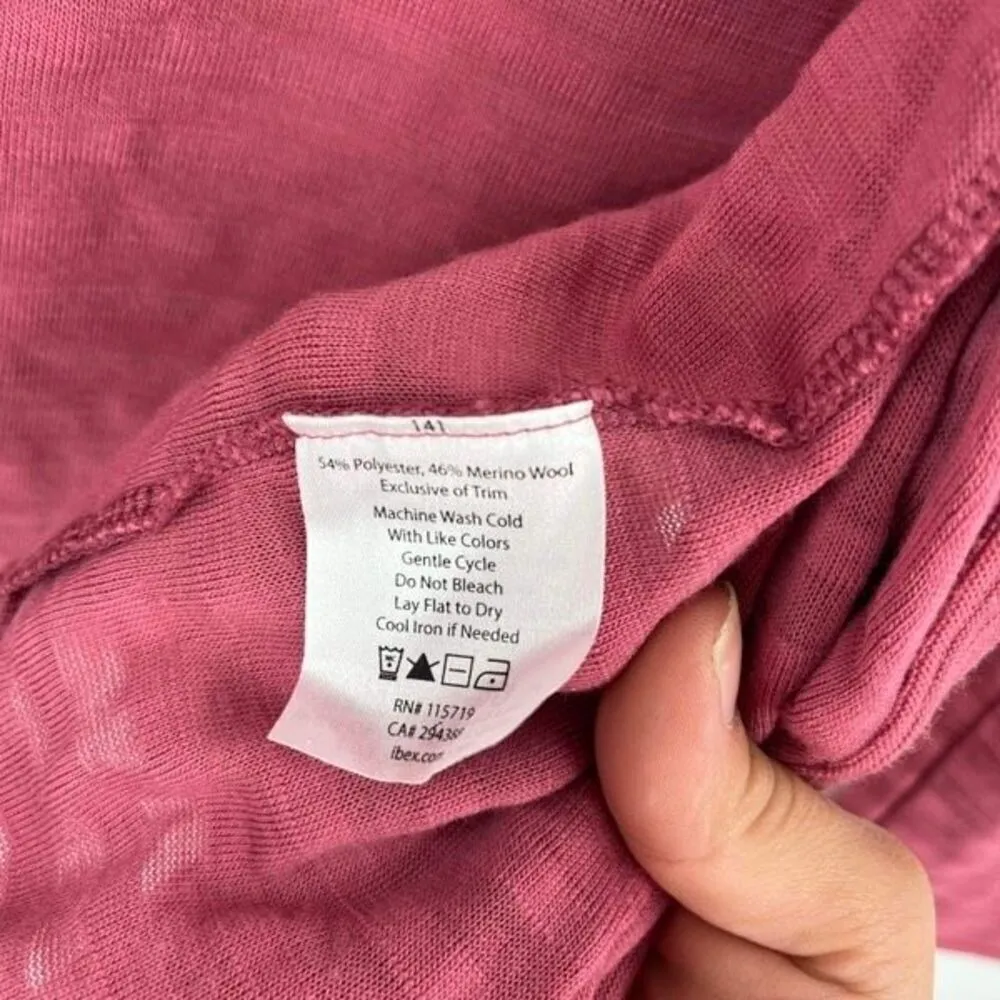 141
54% Polyester, 46% Merino Wool
Exclusive of Trim
Machine Wash Cold
With Like Colors
Gentle Cycle
Do Not Bleach
Lay Flat to Dry
Cool Iron if Needed
RN# 115719
CA#